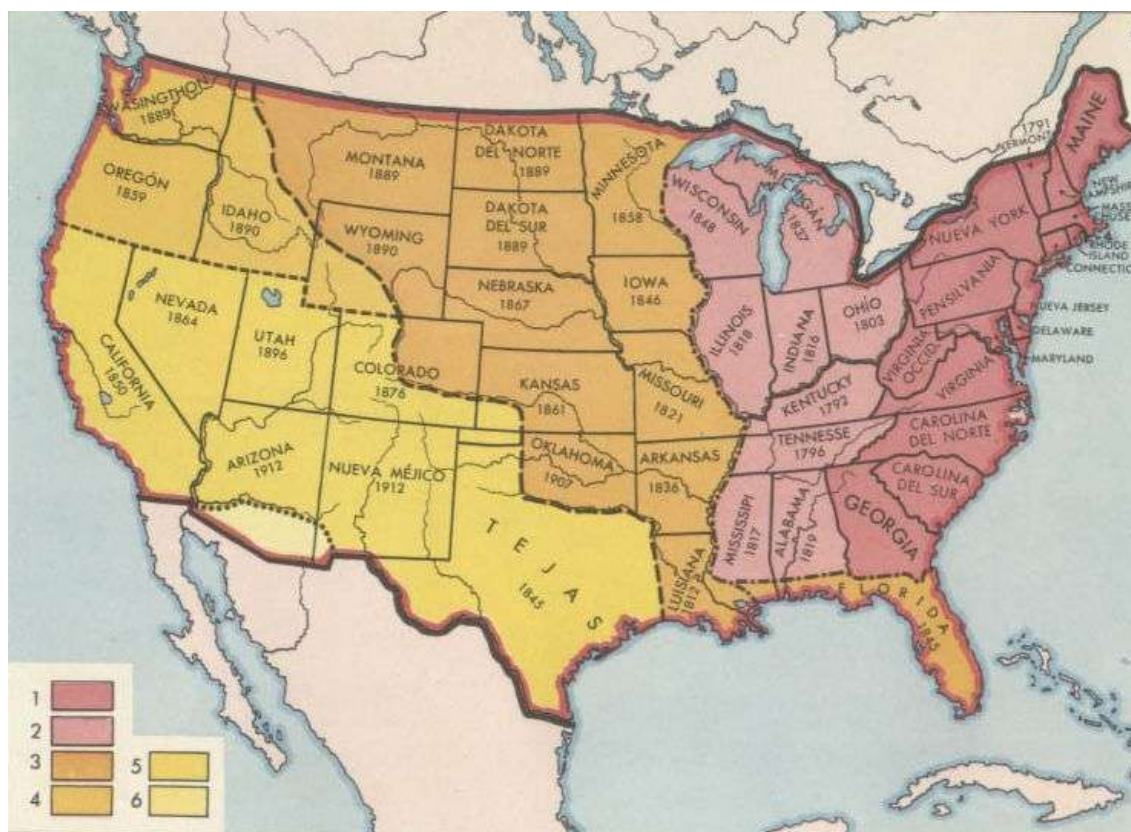 WASINGTHON
1889
OREGÓN
1859
IDAHO
1890
MONTANA
1889
WYOMING
1890
DAKOTA
DEL NORTE
1889
DAKOTA
DEL SUR
1889
NEBRASKA
1867
MINNESOTA
1858
IOWA
1846
WISCONSIN
1848
MICHIGÁN
1837
1791
VERMONT
MAINE
NEW
HAMPSHIRE
NUEVA YORK
RHODE
ISLAND
PENSILVANIA
NUEVA JERSEY
DELAWARE
MARYLAND
NEVADA
1864
CALIFORNIA
1850
UTAH
1896
COLORADO
1876
KANSAS
1861
MISSOURI
1821
ILLINOIS
1818
INDIANA
1816
OHÍO
1803
VIRGINIA
OCCID.
VIRGINIA
KENTUCKY
1792
TENNESSE
1796
CAROLINA
DEL NORTE
CAROLINA
DEL SUR
GEORGIA
ARIZONA
1912
NUEVA MÉJICO
1912
OKLAHOMA
1907
ARKANSAS
1836
MISSISSIPI
1817
ALABAMA
1819
TEJAS
1845
LUISIANA
1812
FLORIDA
1845
1
2
3
4
5
6